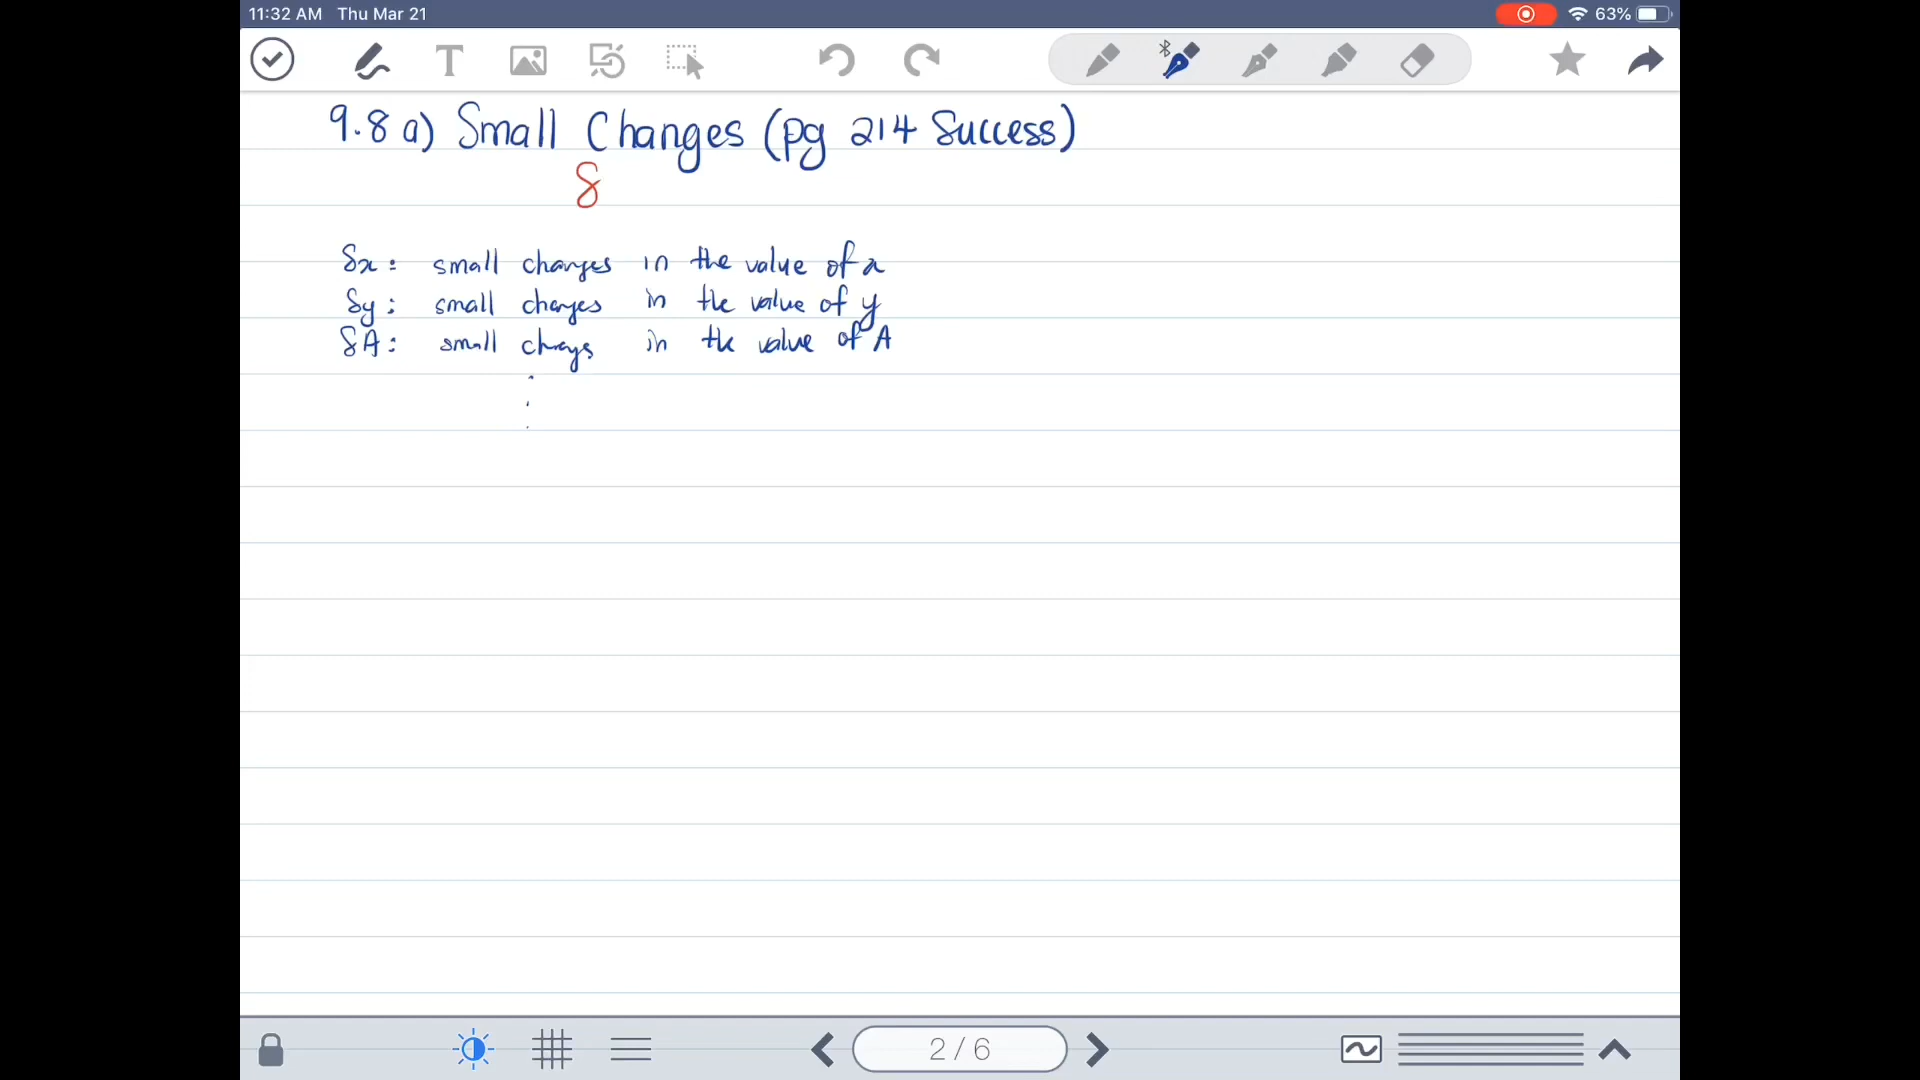 11:32 AM Thu Mar 21
63%
T
9.8 a) Small Changes (pg 214 Success)
δ
δx: small changes in the value of x
δy: small changes in the value of y
δA: small changes in the value of A
2 / 6